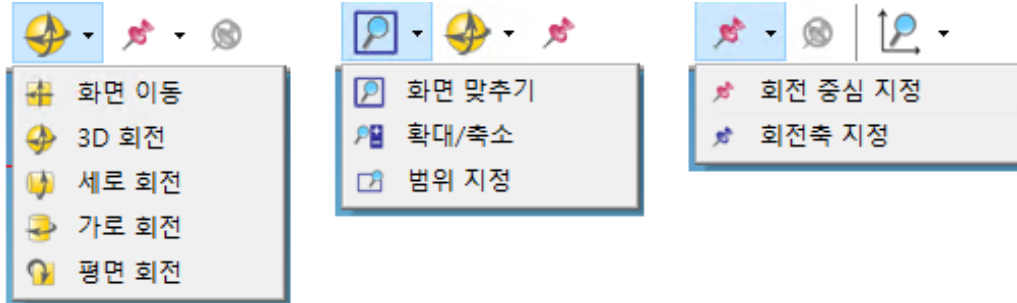 화면 이동
3D 회전
세로 회전
가로 회전
평면 회전
화면 맞추기
확대/축소
범위 지정
회전 중심 지정
회전축 지정